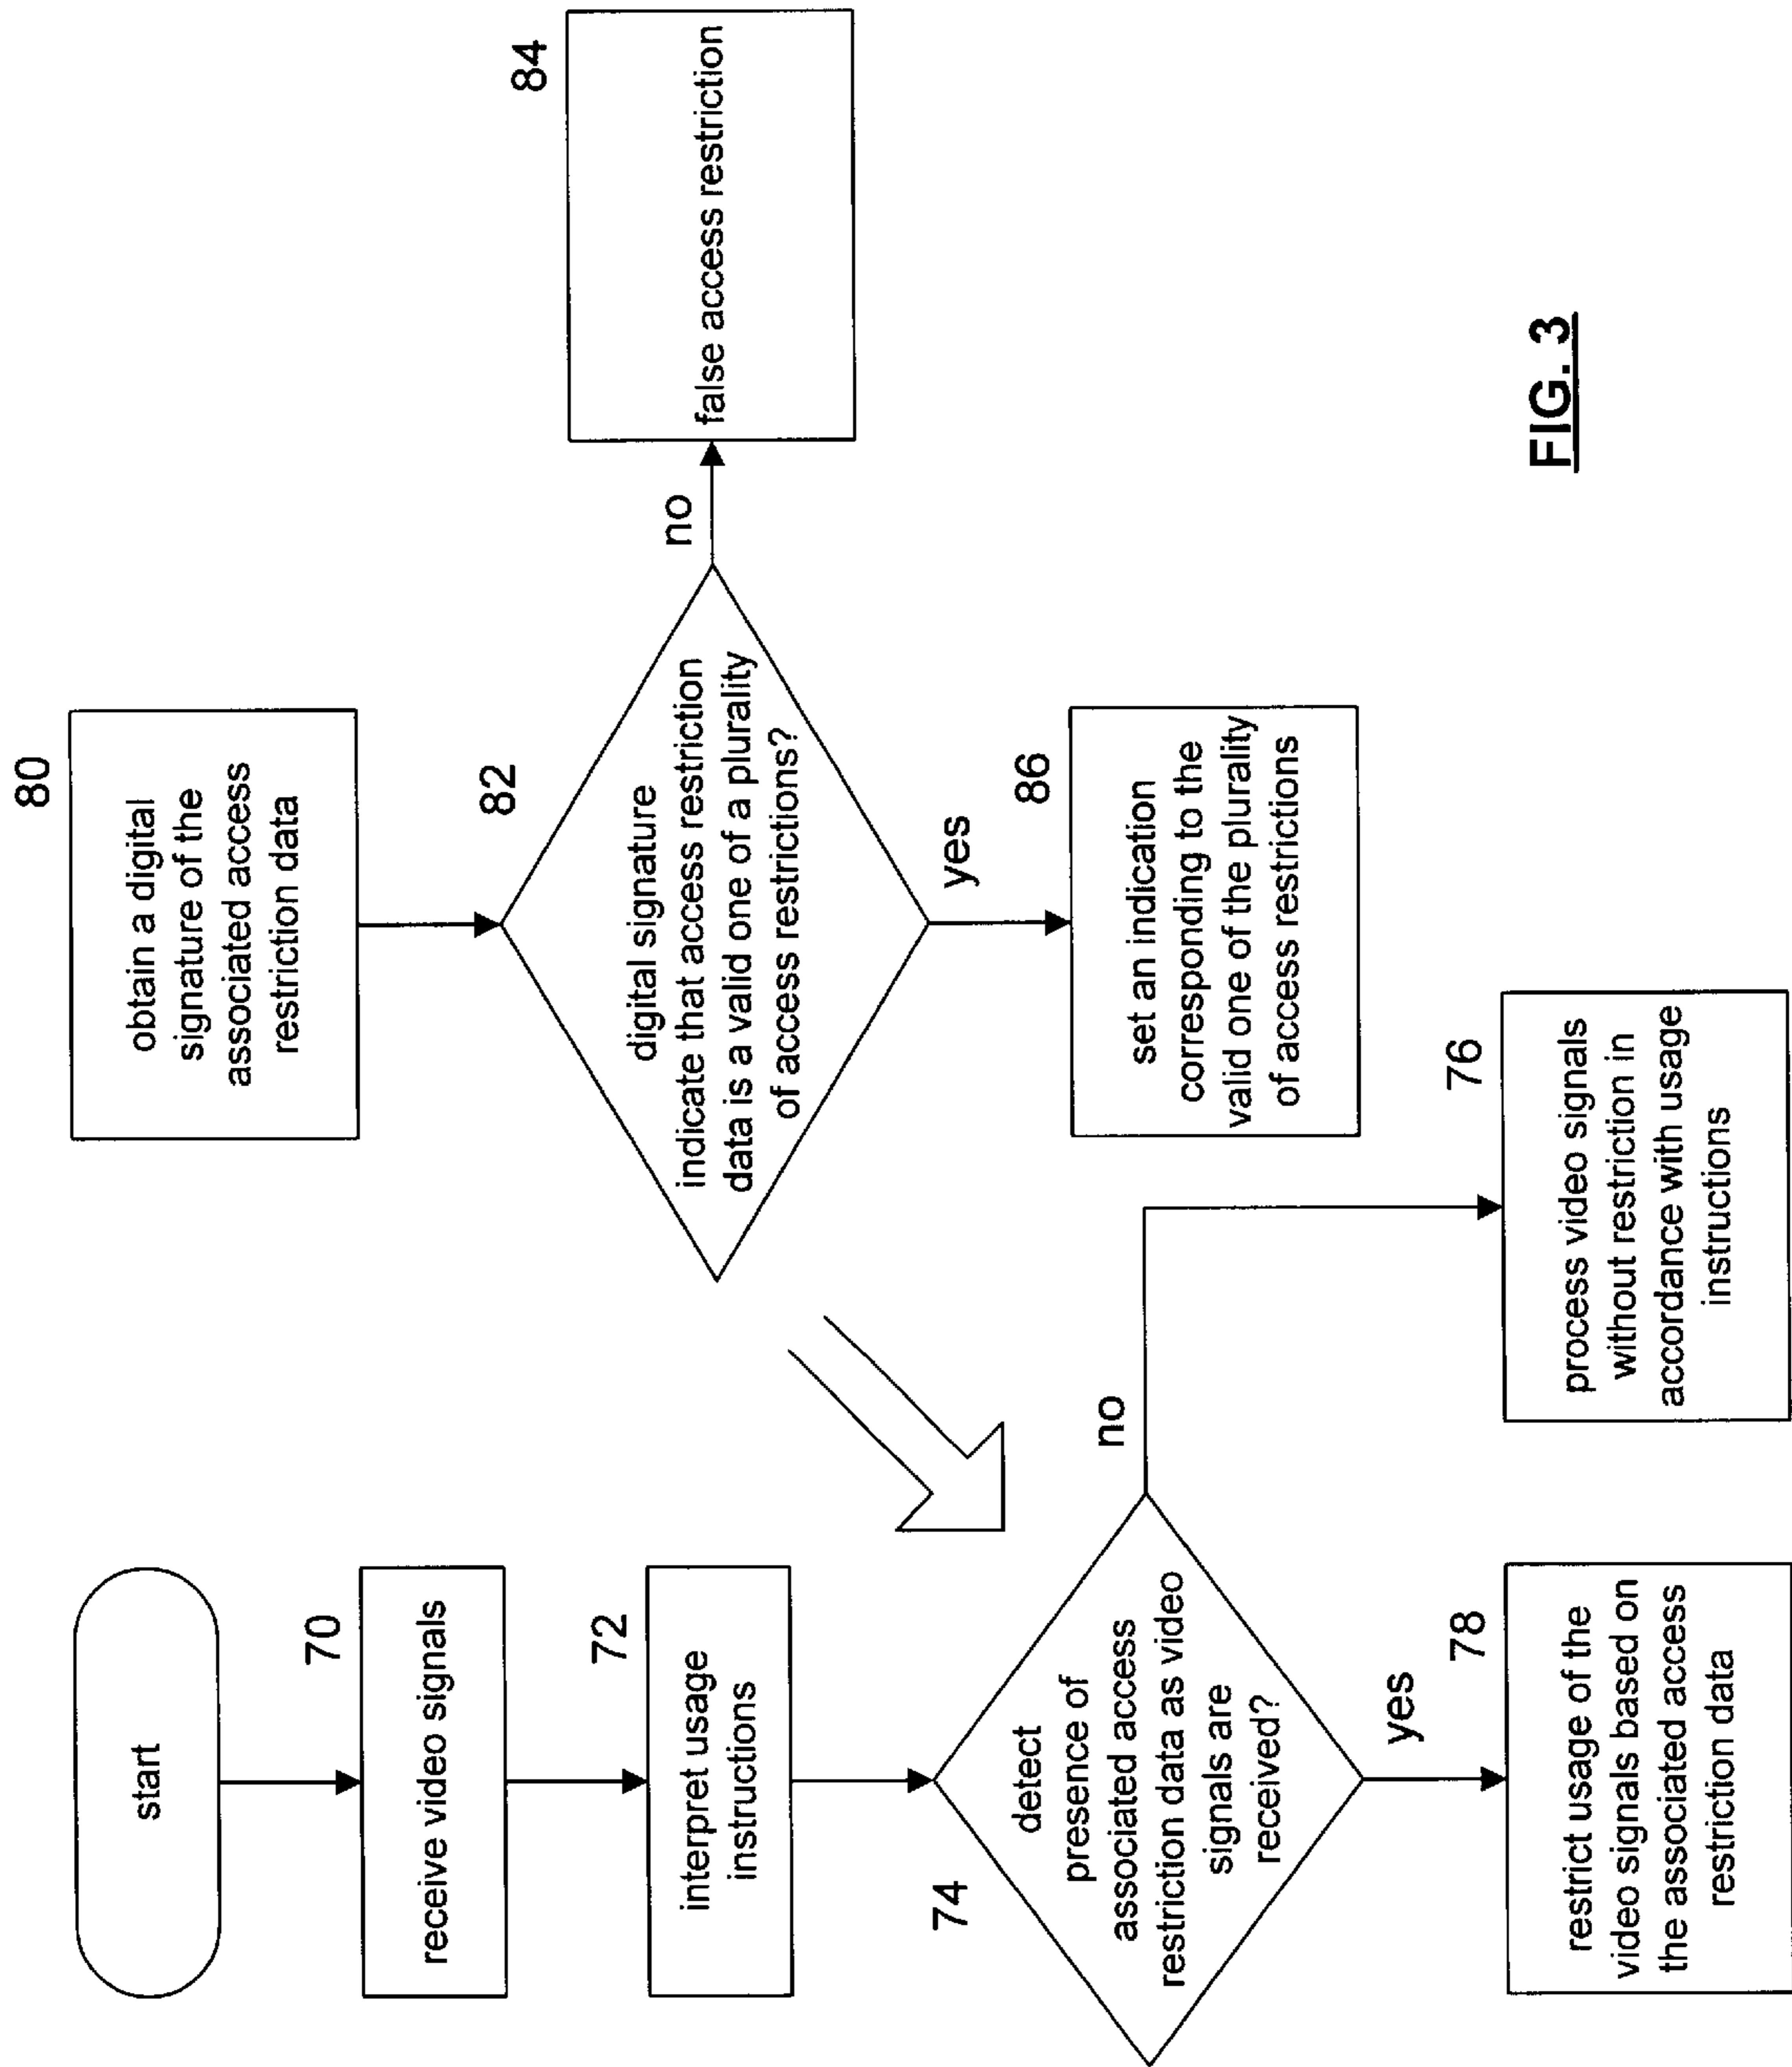 start
70
receive video signals
72
interpret usage
instructions
74
detect
presence of
associated access
restriction data as video
signals are
received?
no
yes
76
process video signals
without restriction in
accordance with usage
instructions
78
restrict usage of the
video signals based on
the associated access
restriction data
80
obtain a digital
signature of the
associated access
restriction data
82
digital signature
indicate that access restriction
data is a valid one of a plurality
of access restrictions?
no
yes
84
false access restriction
86
set an indication
corresponding to the
valid one of the plurality
of access restrictions
FIG. 3